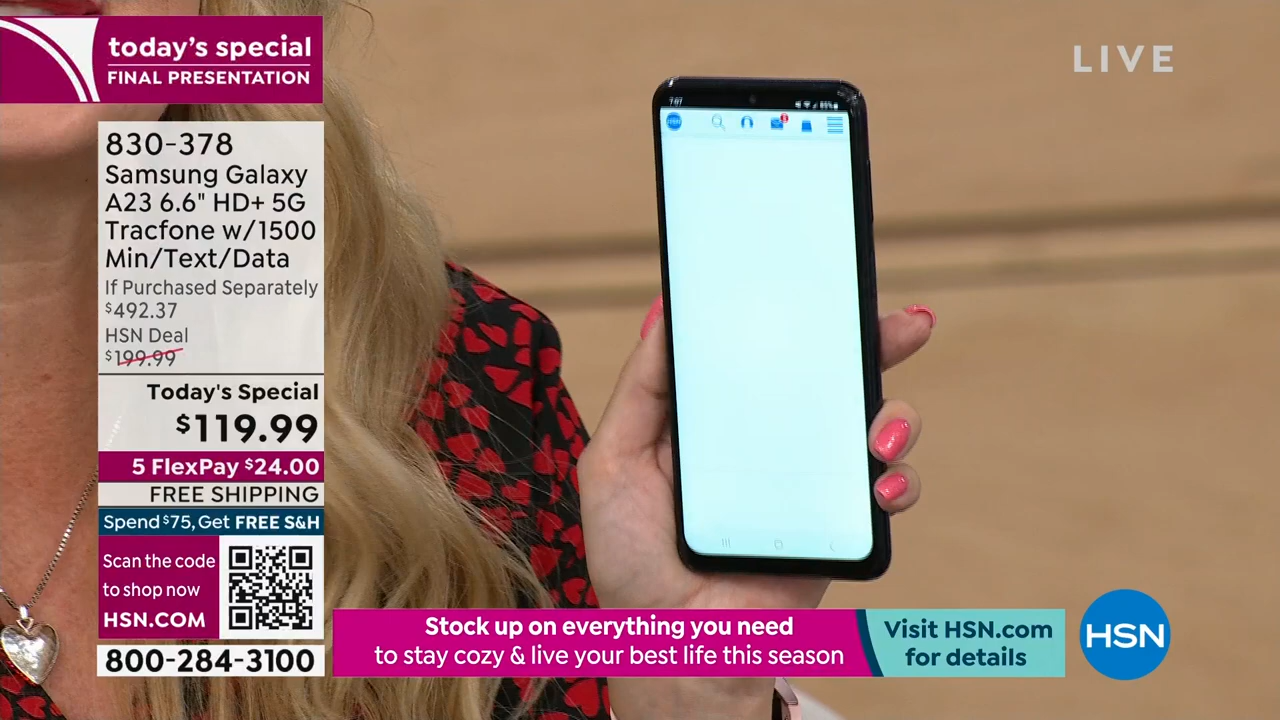 today's special
FINAL PRESENTATION
LIVE
830-378
Samsung Galaxy
A23 6.6" HD+ 5G
Tracfone w/1500
Min/Text/Data
If Purchased Separately
$492.37
HSN Deal
$199.99
Today's Special
$119.99
5 FlexPay $24.00
FREE SHIPPING
Spend $75, Get FREE S&H
Scan the code
to shop now
HSN.COM
800-284-3100
7:07
HSN
Stock up on everything you need
to stay cozy & live your best life this season
Visit HSN.com
for details
HSN